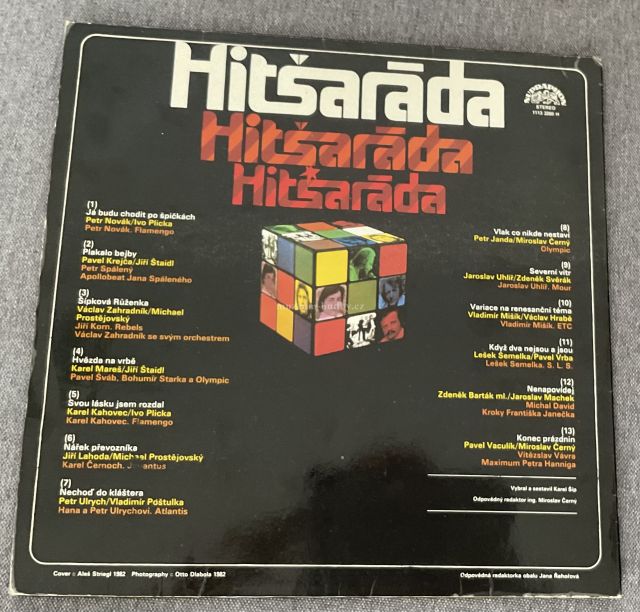 Hitšaráda
Hitšaráda
Hitšaráda
SUPRAPHON
STEREO
(1)
Já budu chodit po špičkách
Petr Novák/Ivo Plicka
Petr Novák. Flamengo
(2)
Plakalo bejby
Pavel Krejča/Jiří Štaidl
Petr Spálený
Apollobeat Jana Spáleného
(3)
Šípková Růženka
Václav Zahradník/Michael
Prostějovský
Jiří Korn. Rebels
Václav Zahradník se svým orchestrem
(4)
Hvězda na vrbě
Karel Mareš/Jiří Štaidl
Pavel Šváb, Bohumír Starka a Olympic
(5)
Svou lásku jsem rozdal
Karel Kahovec/Ivo Plicka
Karel Kahovec. Flamengo
(6)
Nářek převozníka
Jiří Lahoda/Michael Prostějovský
Karel Černoch. Juventus
(7)
Nechoď do kláštera
Petr Ulrych/Vladimír Poštulka
Hana a Petr Ulrychovi. Atlantis
(8)
Vlak co nikde nestaví
Petr Janda/Miroslav Černý
Olympic
(9)
Severní vítr
Jaroslav Uhlíř/Zdeněk Svěrák
Jaroslav Uhlíř. Mour
(10)
Variace na renesanční téma
Vladimír Mišík/Václav Hrabě
Vladimír Mišík. ETC
(11)
Když dva nejsou a jsou
Lešek Semelka/Pavel Vrba
Lešek Semelka. S. L. S.
(12)
Nenapovídej
Zdeněk Barták ml./Jaroslav Machek
Michal David
Kroky Františka Janečka
(13)
Konec prázdnin
Pavel Vaculík/Miroslav Černý
Vítězslav Vávra
Maximum Petra Hanniga
Vybral a sestavil Karel Šíp
Odpovědný redaktor ing. Miroslav Černý
Cover © Aleš Striegl 1982 Photography © Otto Dlabola 1982
Odpovědná redaktorka obalu Jana Řeháčová